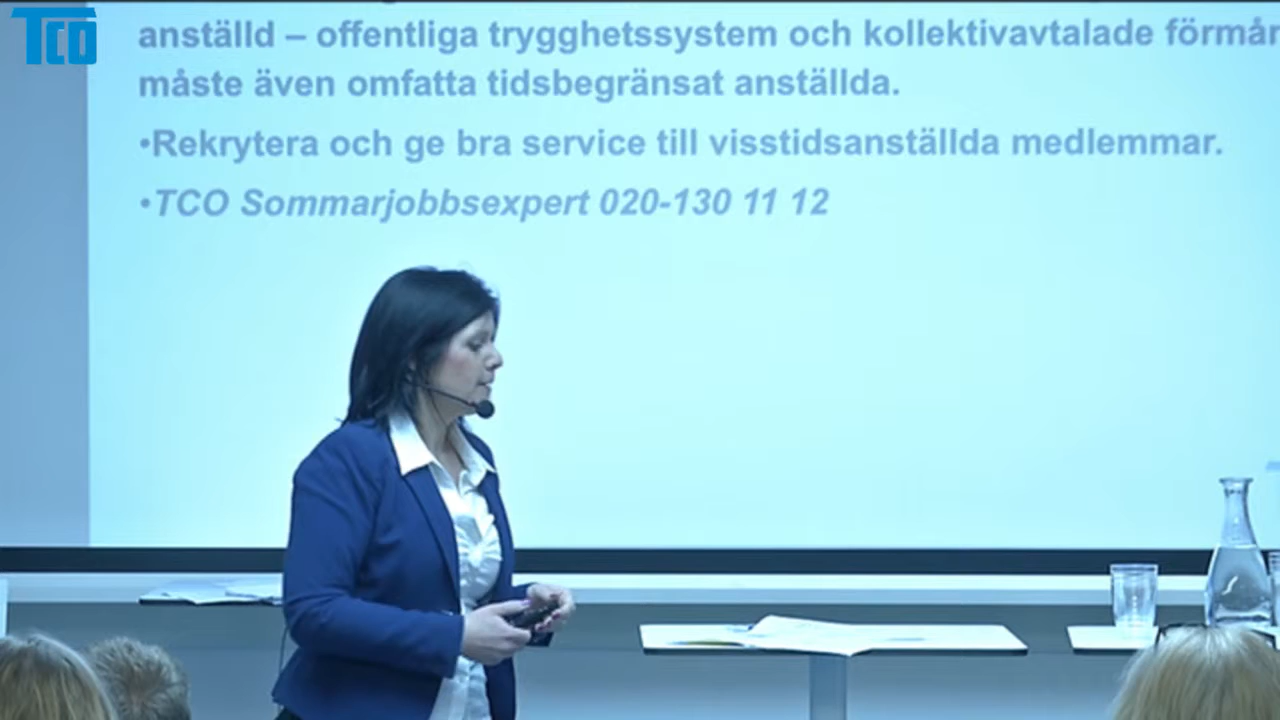 TCO
anställd – offentliga trygghetssystem och kollektivavtalade
måste även omfatta tidsbegränsat anställda.
•Rekrytera och ge bra service till visstidsanställda medlemmar.
•TCO Sommarjobbsexpert 020-130 11 12